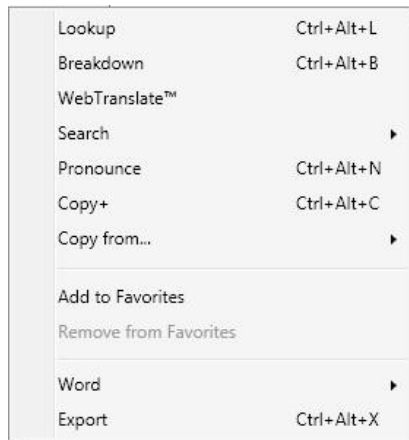 Lookup Ctrl+Alt+L
Breakdown Ctrl+Alt+B
WebTranslate™
Search
Pronounce Ctrl+Alt+N
Copy+ Ctrl+Alt+C
Copy from...
Add to Favorites
Remove from Favorites
Word
Export Ctrl+Alt+X